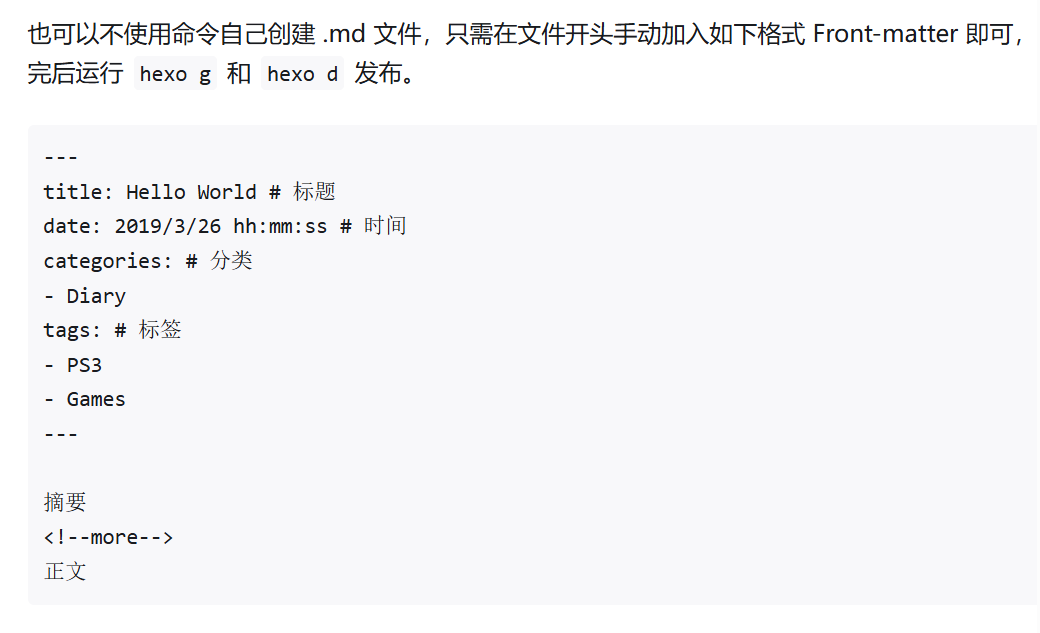 也可以不使用命令自己创建 .md 文件，只需在文件开头手动加入如下格式 Front-matter 即可，
完后运行 hexo g 和 hexo d 发布。
---
title: Hello World # 标题
date: 2019/3/26 hh:mm:ss # 时间
categories: # 分类
- Diary
tags: # 标签
- PS3
- Games
---
摘要
<!--more-->
正文